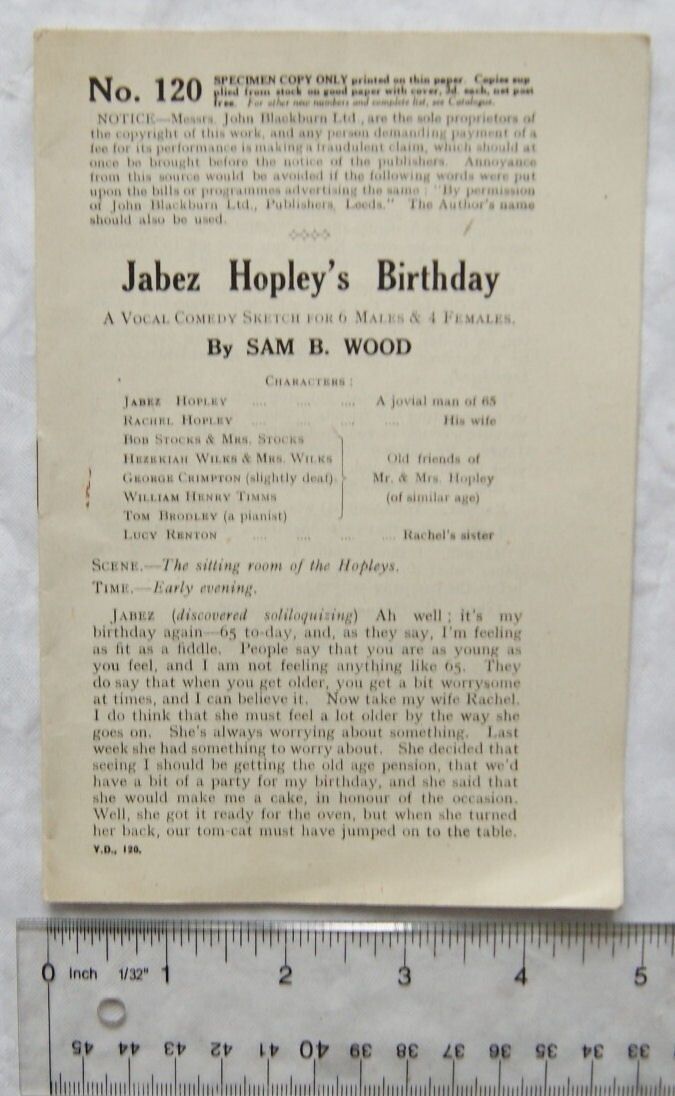 No. 120
SPECIMEN COPY ONLY printed on thin paper. Copies sup
plied from stock on good paper with cover, 3d. each, net post
free. For other new numbers and complete list, see Catalogue.
NOTICE—Messrs. John Blackburn Ltd., are the sole proprietors of
the copyright of this work, and any person demanding payment of a
fee for its performance is making a fraudulent claim, which should at
once be brought before the notice of the publishers. Annoyance
from this source would be avoided if the following words were put
upon the bills or programmes advertising the same : "By permission
of John Blackburn Ltd., Publishers, Leeds." The Author's name
should also be used.
Jabez Hopley's Birthday
A VOCAL COMEDY SKETCH FOR 6 MALES & 4 FEMALES.
By SAM B. WOOD
CHARACTERS :
JABEZ HOPLEY .... .... .... A jovial man of 65
RACHEL HOPLEY .... .... .... .... His wife
BOB STOCKS & MRS. STOCKS
HEZEKIAH WILKS & MRS. WILKS Old friends of
GEORGE CRIMPTON (slightly deaf) Mr. & Mrs. Hopley
WILLIAM HENRY TIMMS (of similar age)
TOM BRODLEY (a pianist)
LUCY RENTON .... .... .... .... Rachel's sister
SCENE.—The sitting room of the Hopleys.
TIME.—Early evening.
JABEZ (discovered soliloquizing) Ah well ; it's my
birthday again—65 to-day, and, as they say, I'm feeling
as fit as a fiddle. People say that you are as young as
you feel, and I am not feeling anything like 65. They
do say that when you get older, you get a bit worrysome
at times, and I can believe it. Now take my wife Rachel.
I do think that she must feel a lot older by the way she
goes on. She's always worrying about something. Last
week she had something to worry about. She decided that
seeing I should be getting the old age pension, that we'd
have a bit of a party for my birthday, and she said that
she would make me a cake, in honour of the occasion.
Well, she got it ready for the oven, but when she turned
her back, our tom-cat must have jumped on to the table.
Y.D., 120.
0 Inch 1/32" 1 2 3 4 5
45 44 43 42 41 40 39 38 37 36 35 34 33